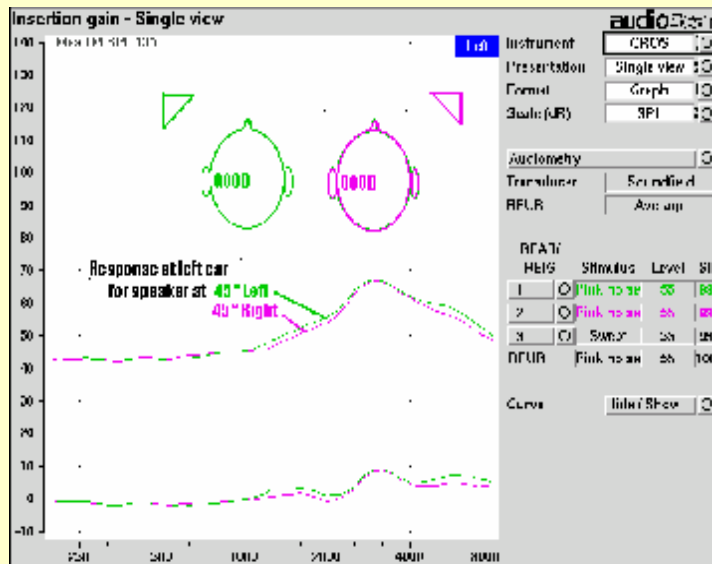 Insertion gain - Single view
Left
Instrument CROS
Presentation Single view
Format Graph
Scale (dB) SPL
Audiometry
Transducer Soundfield
REUR Average
REAR/
REIG Stimulus Level
1 Pink noise 65
2 Pink noise 65
3 Swept
REUR Pink noise 65
Curve Hide / Show
140
130
120
110
100
90
80
70
60
50
40
30
20
10
0
-10
Response at left ear
for speaker at 45° Left
45° Right
250 500 1000 2000 4000 8000